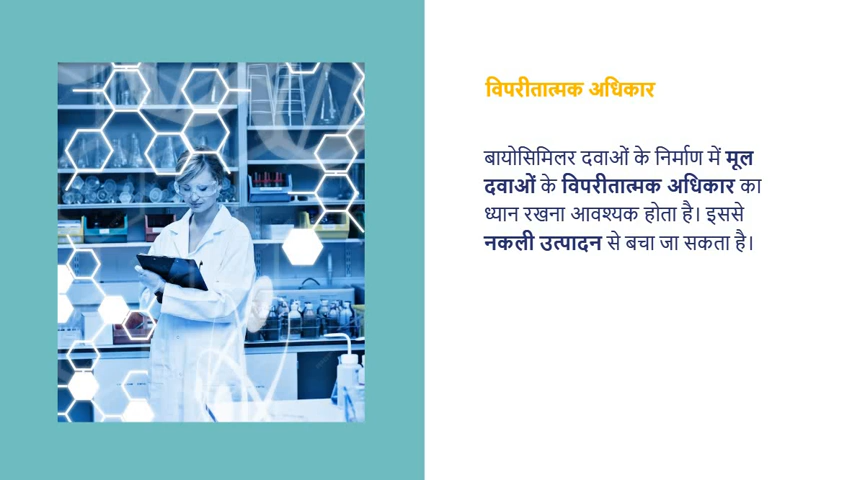 विपरीतात्मक अधिकार
बायोसिमिलर दवाओं के निर्माण में मूल
दवाओं के विपरीतात्मक अधिकार का
ध्यान रखना आवश्यक होता है। इससे
नकली उत्पादन से बचा जा सकता है।